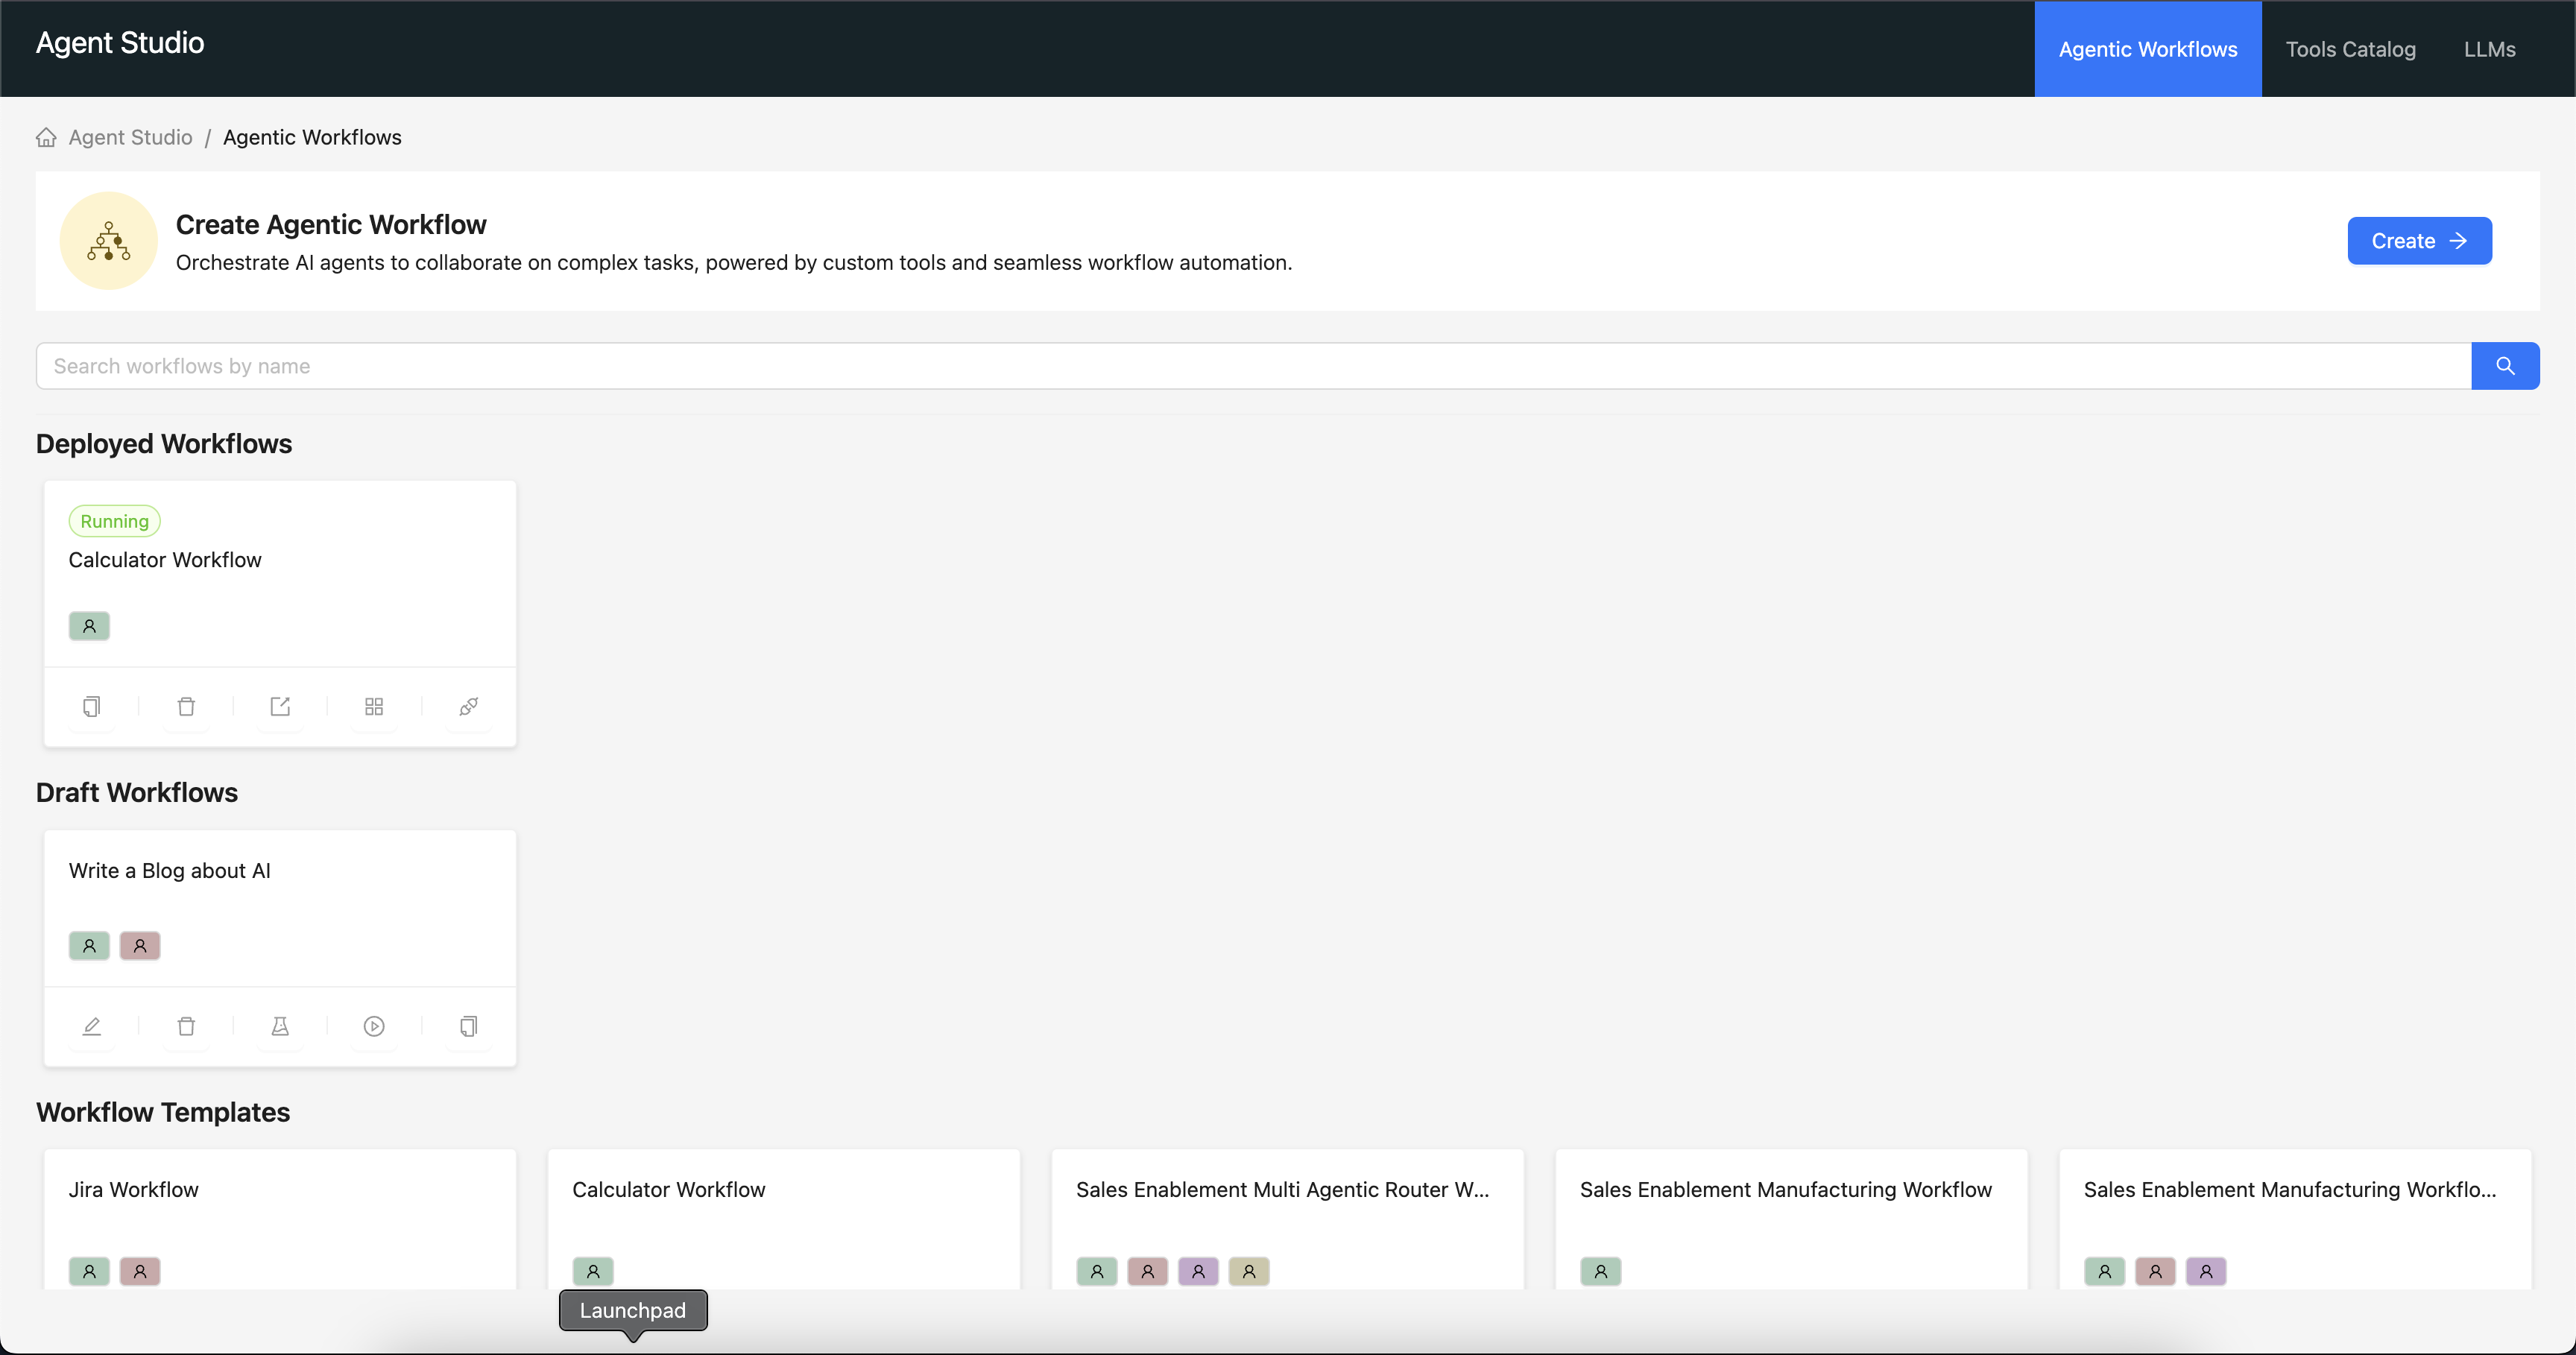 Agent Studio
Agentic Workflows
Tools Catalog
LLMs
Agent Studio / Agentic Workflows
Create Agentic Workflow
Orchestrate AI agents to collaborate on complex tasks, powered by custom tools and seamless workflow automation.
Create
Search workflows by name
Deployed Workflows
Running
Calculator Workflow
Draft Workflows
Write a Blog about AI
Workflow Templates
Jira Workflow
Calculator Workflow
Sales Enablement Multi Agentic Router W...
Sales Enablement Manufacturing Workflow
Sales Enablement Manufacturing Workflo...
Launchpad